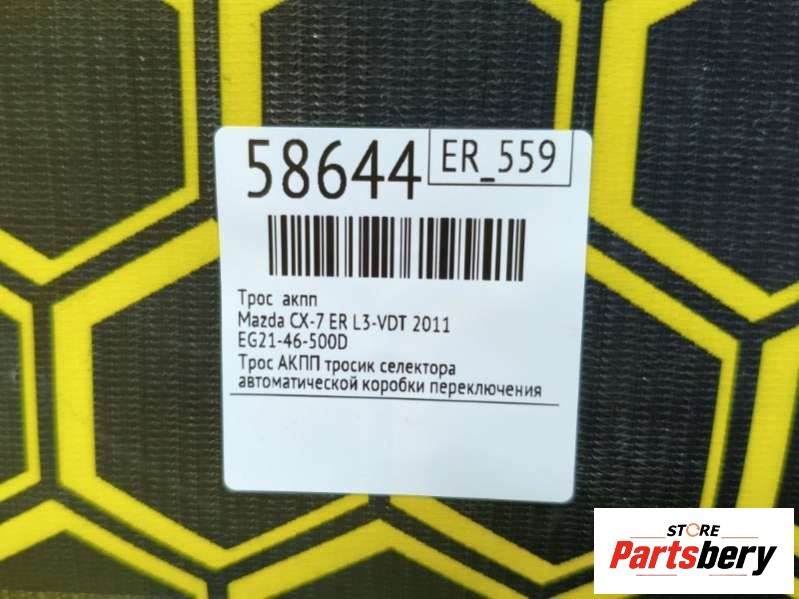 58644
ER_559
Трос акпп
Mazda CX-7 ER L3-VDT 2011
EG21-46-500D
Трос АКПП тросик селектора
автоматической коробки переключения
STORE
Partsbery